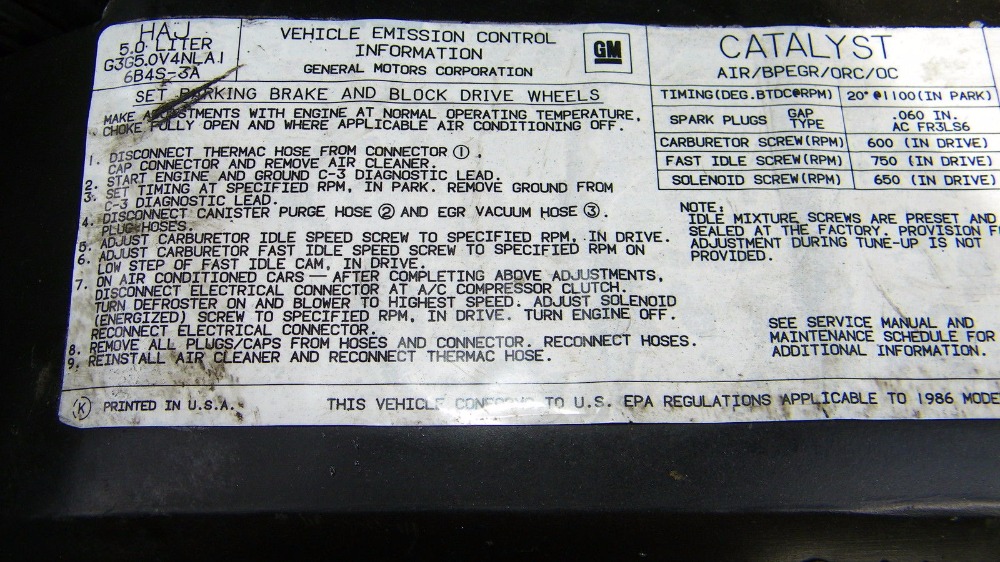 HAJ
5.0 LITER
G3G5.0V4NLA1
6B4S-3A
VEHICLE EMISSION CONTROL
INFORMATION
GENERAL MOTORS CORPORATION
GM
CATALYST
AIR/BPEGR/ORC/OC
SET PARKING BRAKE AND BLOCK DRIVE WHEELS
MAKE ADJUSTMENTS WITH ENGINE AT NORMAL OPERATING TEMPERATURE,
CHOKE FULLY OPEN AND WHERE APPLICABLE AIR CONDITIONING OFF.
1. DISCONNECT THERMAC HOSE FROM CONNECTOR ①.
CAP CONNECTOR AND REMOVE AIR CLEANER.
2. START ENGINE AND GROUND C-3 DIAGNOSTIC LEAD.
3. SET TIMING AT SPECIFIED RPM, IN PARK. REMOVE GROUND FROM
C-3 DIAGNOSTIC LEAD.
4. DISCONNECT CANISTER PURGE HOSE ② AND EGR VACUUM HOSE ③.
PLUG HOSES.
5. ADJUST CARBURETOR IDLE SPEED SCREW TO SPECIFIED RPM, IN DRIVE.
6. ADJUST CARBURETOR FAST IDLE SPEED SCREW TO SPECIFIED RPM ON
LOW STEP OF FAST IDLE CAM, IN DRIVE.
7. ON AIR CONDITIONED CARS — AFTER COMPLETING ABOVE ADJUSTMENTS,
DISCONNECT ELECTRICAL CONNECTOR AT A/C COMPRESSOR CLUTCH.
TURN DEFROSTER ON AND BLOWER TO HIGHEST SPEED. ADJUST SOLENOID
(ENERGIZED) SCREW TO SPECIFIED RPM, IN DRIVE. TURN ENGINE OFF.
RECONNECT ELECTRICAL CONNECTOR.
8. REMOVE ALL PLUGS/CAPS FROM HOSES AND CONNECTOR. RECONNECT HOSES.
9. REINSTALL AIR CLEANER AND RECONNECT THERMAC HOSE.
TIMING(DEG.BTDC@RPM) 20° @1100(IN PARK)
SPARK PLUGS GAP .060 IN.
TYPE AC FR3LS6
CARBURETOR SCREW(RPM) 600 (IN DRIVE)
FAST IDLE SCREW(RPM) 750 (IN DRIVE)
SOLENOID SCREW(RPM) 650 (IN DRIVE)
NOTE:
IDLE MIXTURE SCREWS ARE PRESET AND
SEALED AT THE FACTORY. PROVISION F
ADJUSTMENT DURING TUNE-UP IS NOT
PROVIDED.
SEE SERVICE MANUAL AND
MAINTENANCE SCHEDULE FOR
ADDITIONAL INFORMATION.
K PRINTED IN U.S.A.
THIS VEHICLE CONFORMS TO U.S. EPA REGULATIONS APPLICABLE TO 1986 MODE